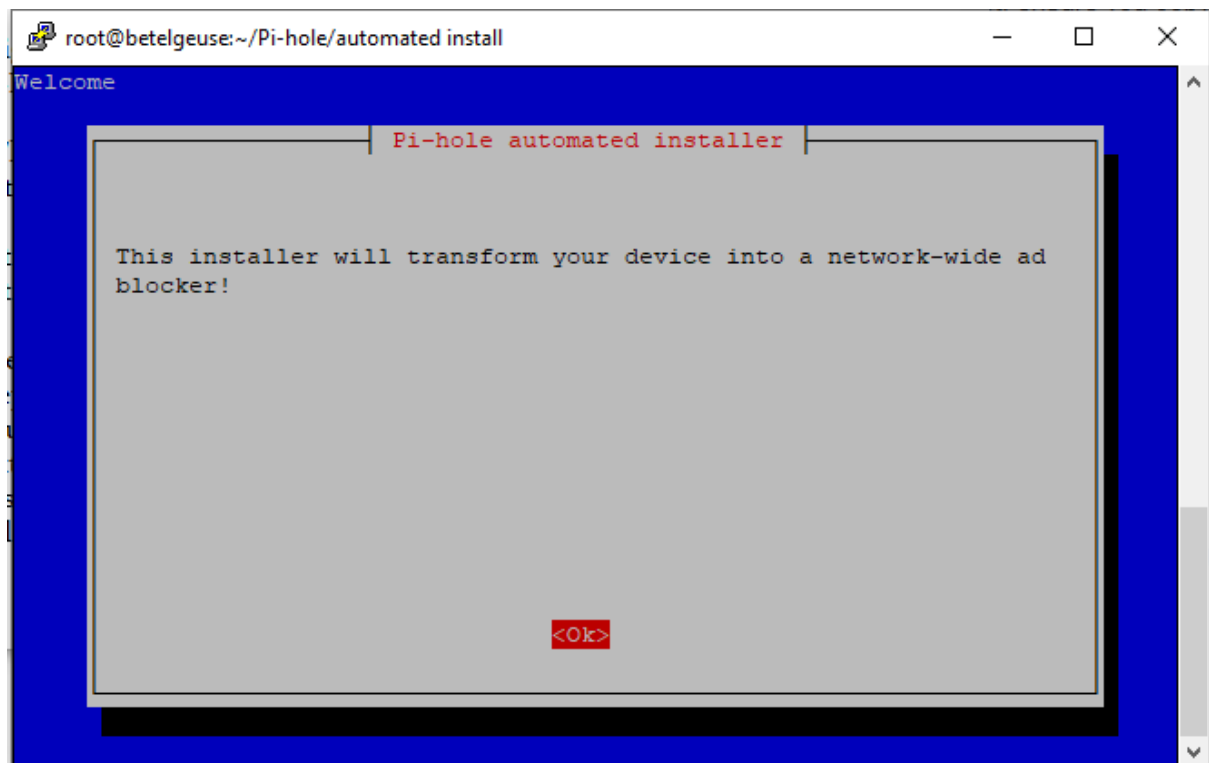 root@betelgeuse:~/Pi-hole/automated install
Welcome
Pi-hole automated installer
This installer will transform your device into a network-wide ad
blocker!
<Ok>